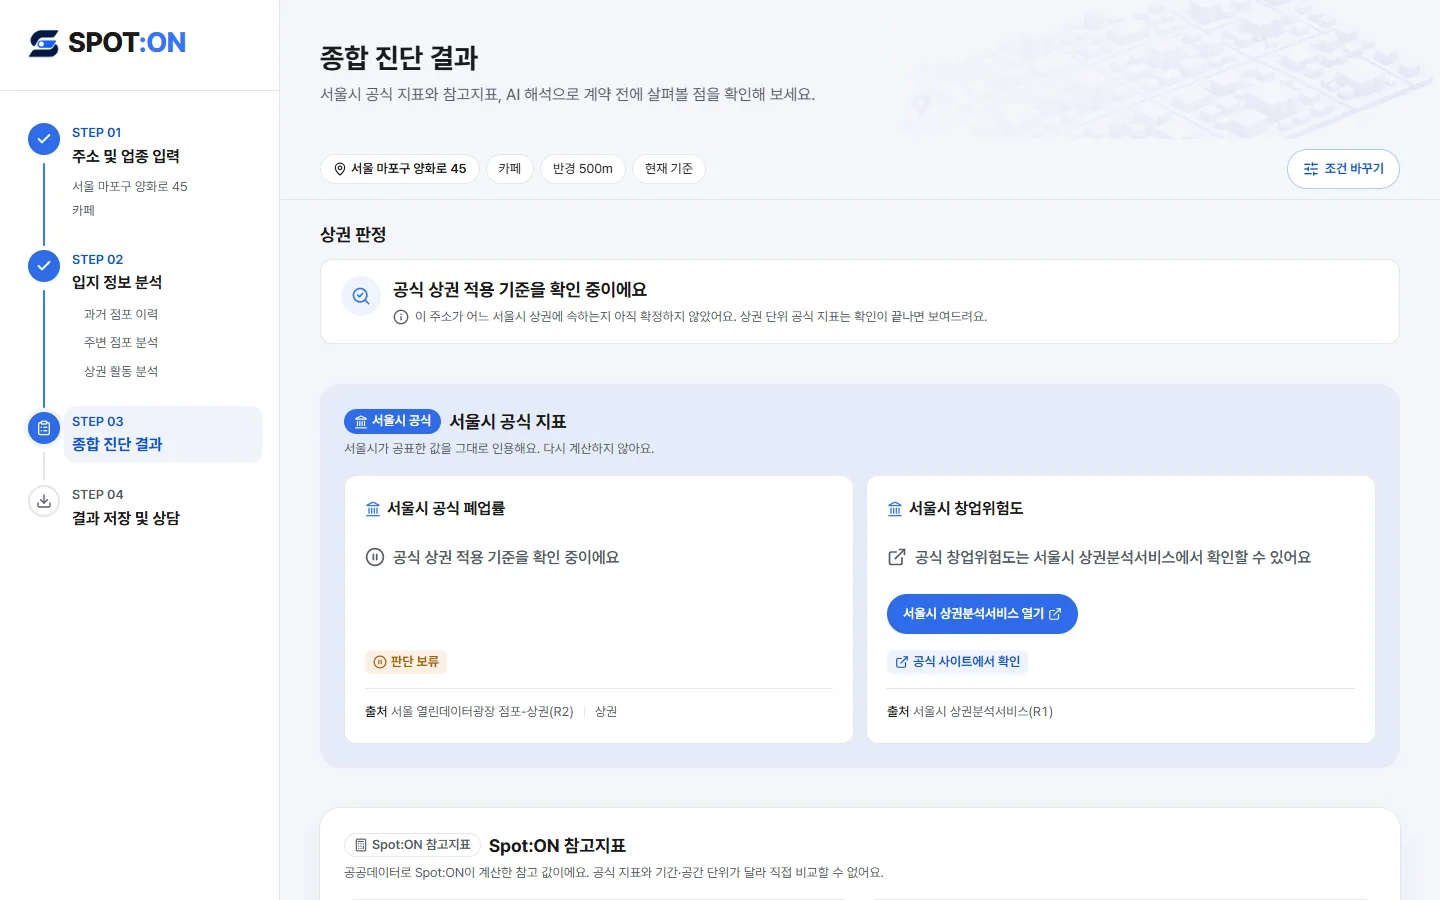 SPOT:ON
STEP 01
주소 및 업종 입력
서울 마포구 양화로 45
카페
STEP 02
입지 정보 분석
과거 점포 이력
주변 점포 분석
상권 활동 분석
STEP 03
종합 진단 결과
STEP 04
결과 저장 및 상담
종합 진단 결과
서울시 공식 지표와 참고지표, AI 해석으로 계약 전에 살펴볼 점을 확인해 보세요.
서울 마포구 양화로 45
카페
반경 500m
현재 기준
조건 바꾸기
상권 판정
공식 상권 적용 기준을 확인 중이에요
이 주소가 어느 서울시 상권에 속하는지 아직 확정하지 않았어요. 상권 단위 공식 지표는 확인이 끝나면 보여드려요.
서울시 공식
서울시 공식 지표
서울시가 공표한 값을 그대로 인용해요. 다시 계산하지 않아요.
서울시 공식 폐업률
공식 상권 적용 기준을 확인 중이에요
판단 보류
출처 서울 열린데이터광장 점포-상권(R2) | 상권
서울시 창업위험도
공식 창업위험도는 서울시 상권분석서비스에서 확인할 수 있어요
서울시 상권분석서비스 열기
공식 사이트에서 확인
출처 서울시 상권분석서비스(R1)
Spot:ON 참고지표
Spot:ON 참고지표
공공데이터로 Spot:ON이 계산한 참고 값이에요. 공식 지표와 기간·공간 단위가 달라 직접 비교할 수 없어요.